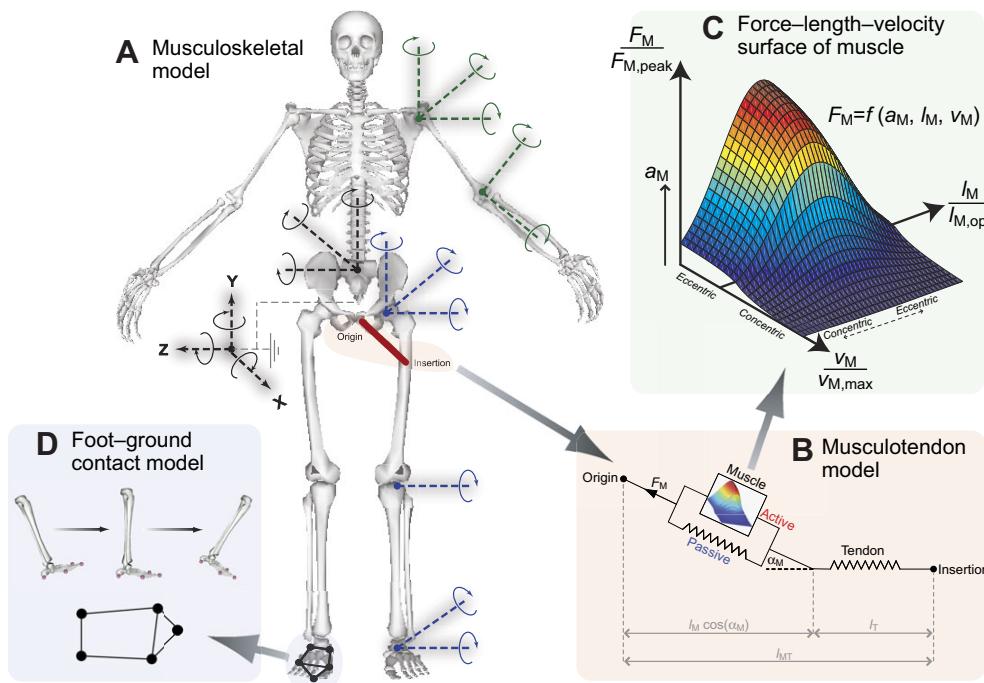 A Musculoskeletal
model
Y
Z
X
Origin
Insertion
C Force–length–velocity
surface of muscle
F_M
F_M,peak
F_M=f (a_M, l_M, v_M)
a_M
l_M
l_M,op
Eccentric
Concentric
Concentric
Eccentric
v_M
v_M,max
D Foot–ground
contact model
B Musculotendon
model
Origin
F_M
Muscle
Active
Passive
α_M
Tendon
Insertion
l_M cos(α_M)
l_T
l_MT